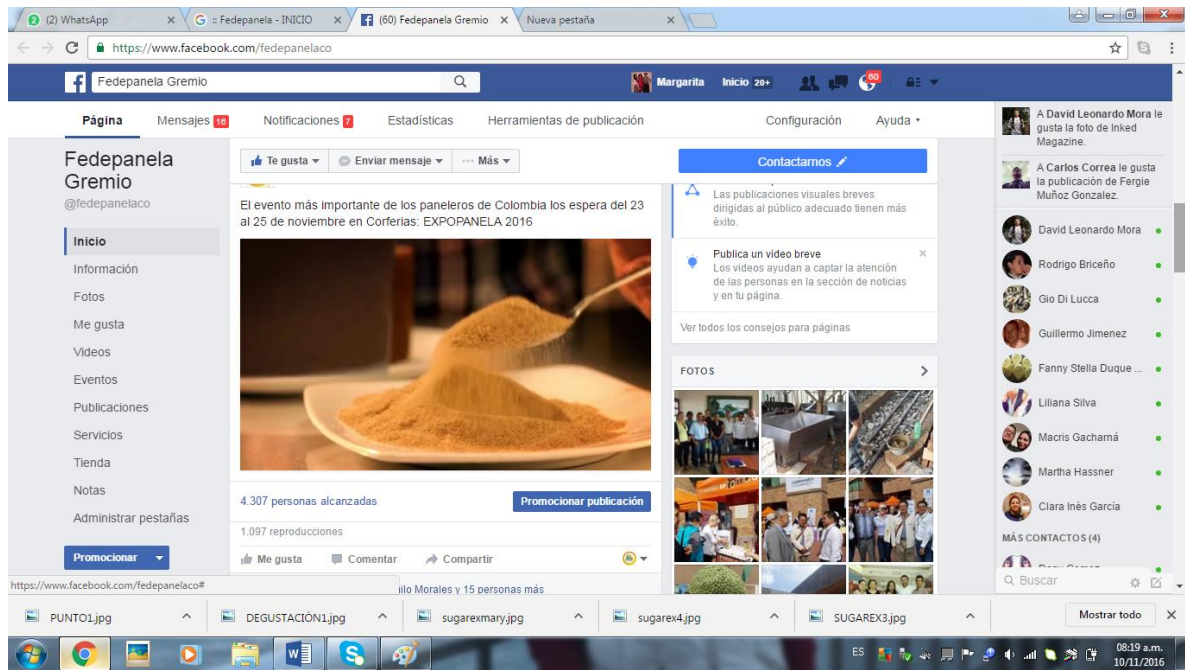 (2) WhatsApp
:: Fedepanela - INICIO
(60) Fedepanela Gremio
Nueva pestaña
https://www.facebook.com/fedepanelaco
Fedepanela Gremio
Margarita
Inicio 20+
60
Página
Mensajes 16
Notificaciones 7
Estadísticas
Herramientas de publicación
Configuración
Ayuda
Fedepanela
Gremio
@fedepanelaco
Inicio
Información
Fotos
Me gusta
Videos
Eventos
Publicaciones
Servicios
Tienda
Notas
Administrar pestañas
Promocionar
Te gusta
Enviar mensaje
··· Más
Contactarnos
El evento más importante de los paneleros de Colombia los espera del 23
al 25 de noviembre en Corferias: EXPOPANELA 2016
4.307 personas alcanzadas
Promocionar publicación
1.097 reproducciones
Me gusta
Comentar
Compartir
Morales y 15 personas más
Las publicaciones visuales breves
dirigidas al público adecuado tienen más
éxito.
Publica un video breve
Los videos ayudan a captar la atención
de las personas en la sección de noticias
y en tu página.
Ver todos los consejos para páginas
FOTOS
A David Leonardo Mora le
gusta la foto de Inked
Magazine.
A Carlos Correa le gusta
la publicación de Fergie
Muñoz Gonzalez.
David Leonardo Mora
Rodrigo Briceño
Gio Di Lucca
Guillermo Jimenez
Fanny Stella Duque ...
Liliana Silva
Macris Gacharná
Martha Hassner
Clara Inés García
MÁS CONTACTOS (4)
Buscar
https://www.facebook.com/fedepanelaco#
PUNTO1.jpg
DEGUSTACIÓN1.jpg
sugarexmary.jpg
sugarex4.jpg
SUGAREX3.jpg
Mostrar todo
ES
08:19 a.m.
10/11/2016